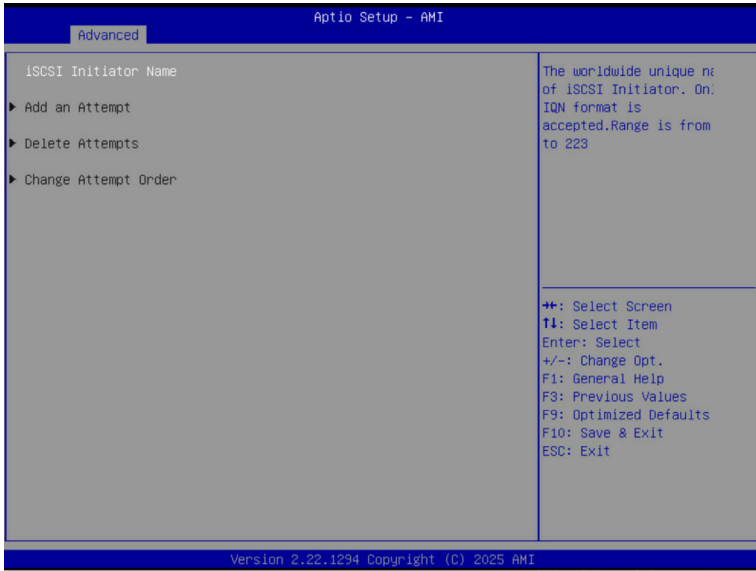 Aptio Setup – AMI
Advanced
iSCSI Initiator Name
Add an Attempt
Delete Attempts
Change Attempt Order
The worldwide unique
of iSCSI Initiator.
IQN format is
accepted.Range is from
to 223
→←: Select Screen
↑↓: Select Item
Enter: Select
+/-: Change Opt.
F1: General Help
F3: Previous Values
F9: Optimized Defaults
F10: Save & Exit
ESC: Exit
Version 2.22.1294 Copyright (C) 2025 AMI